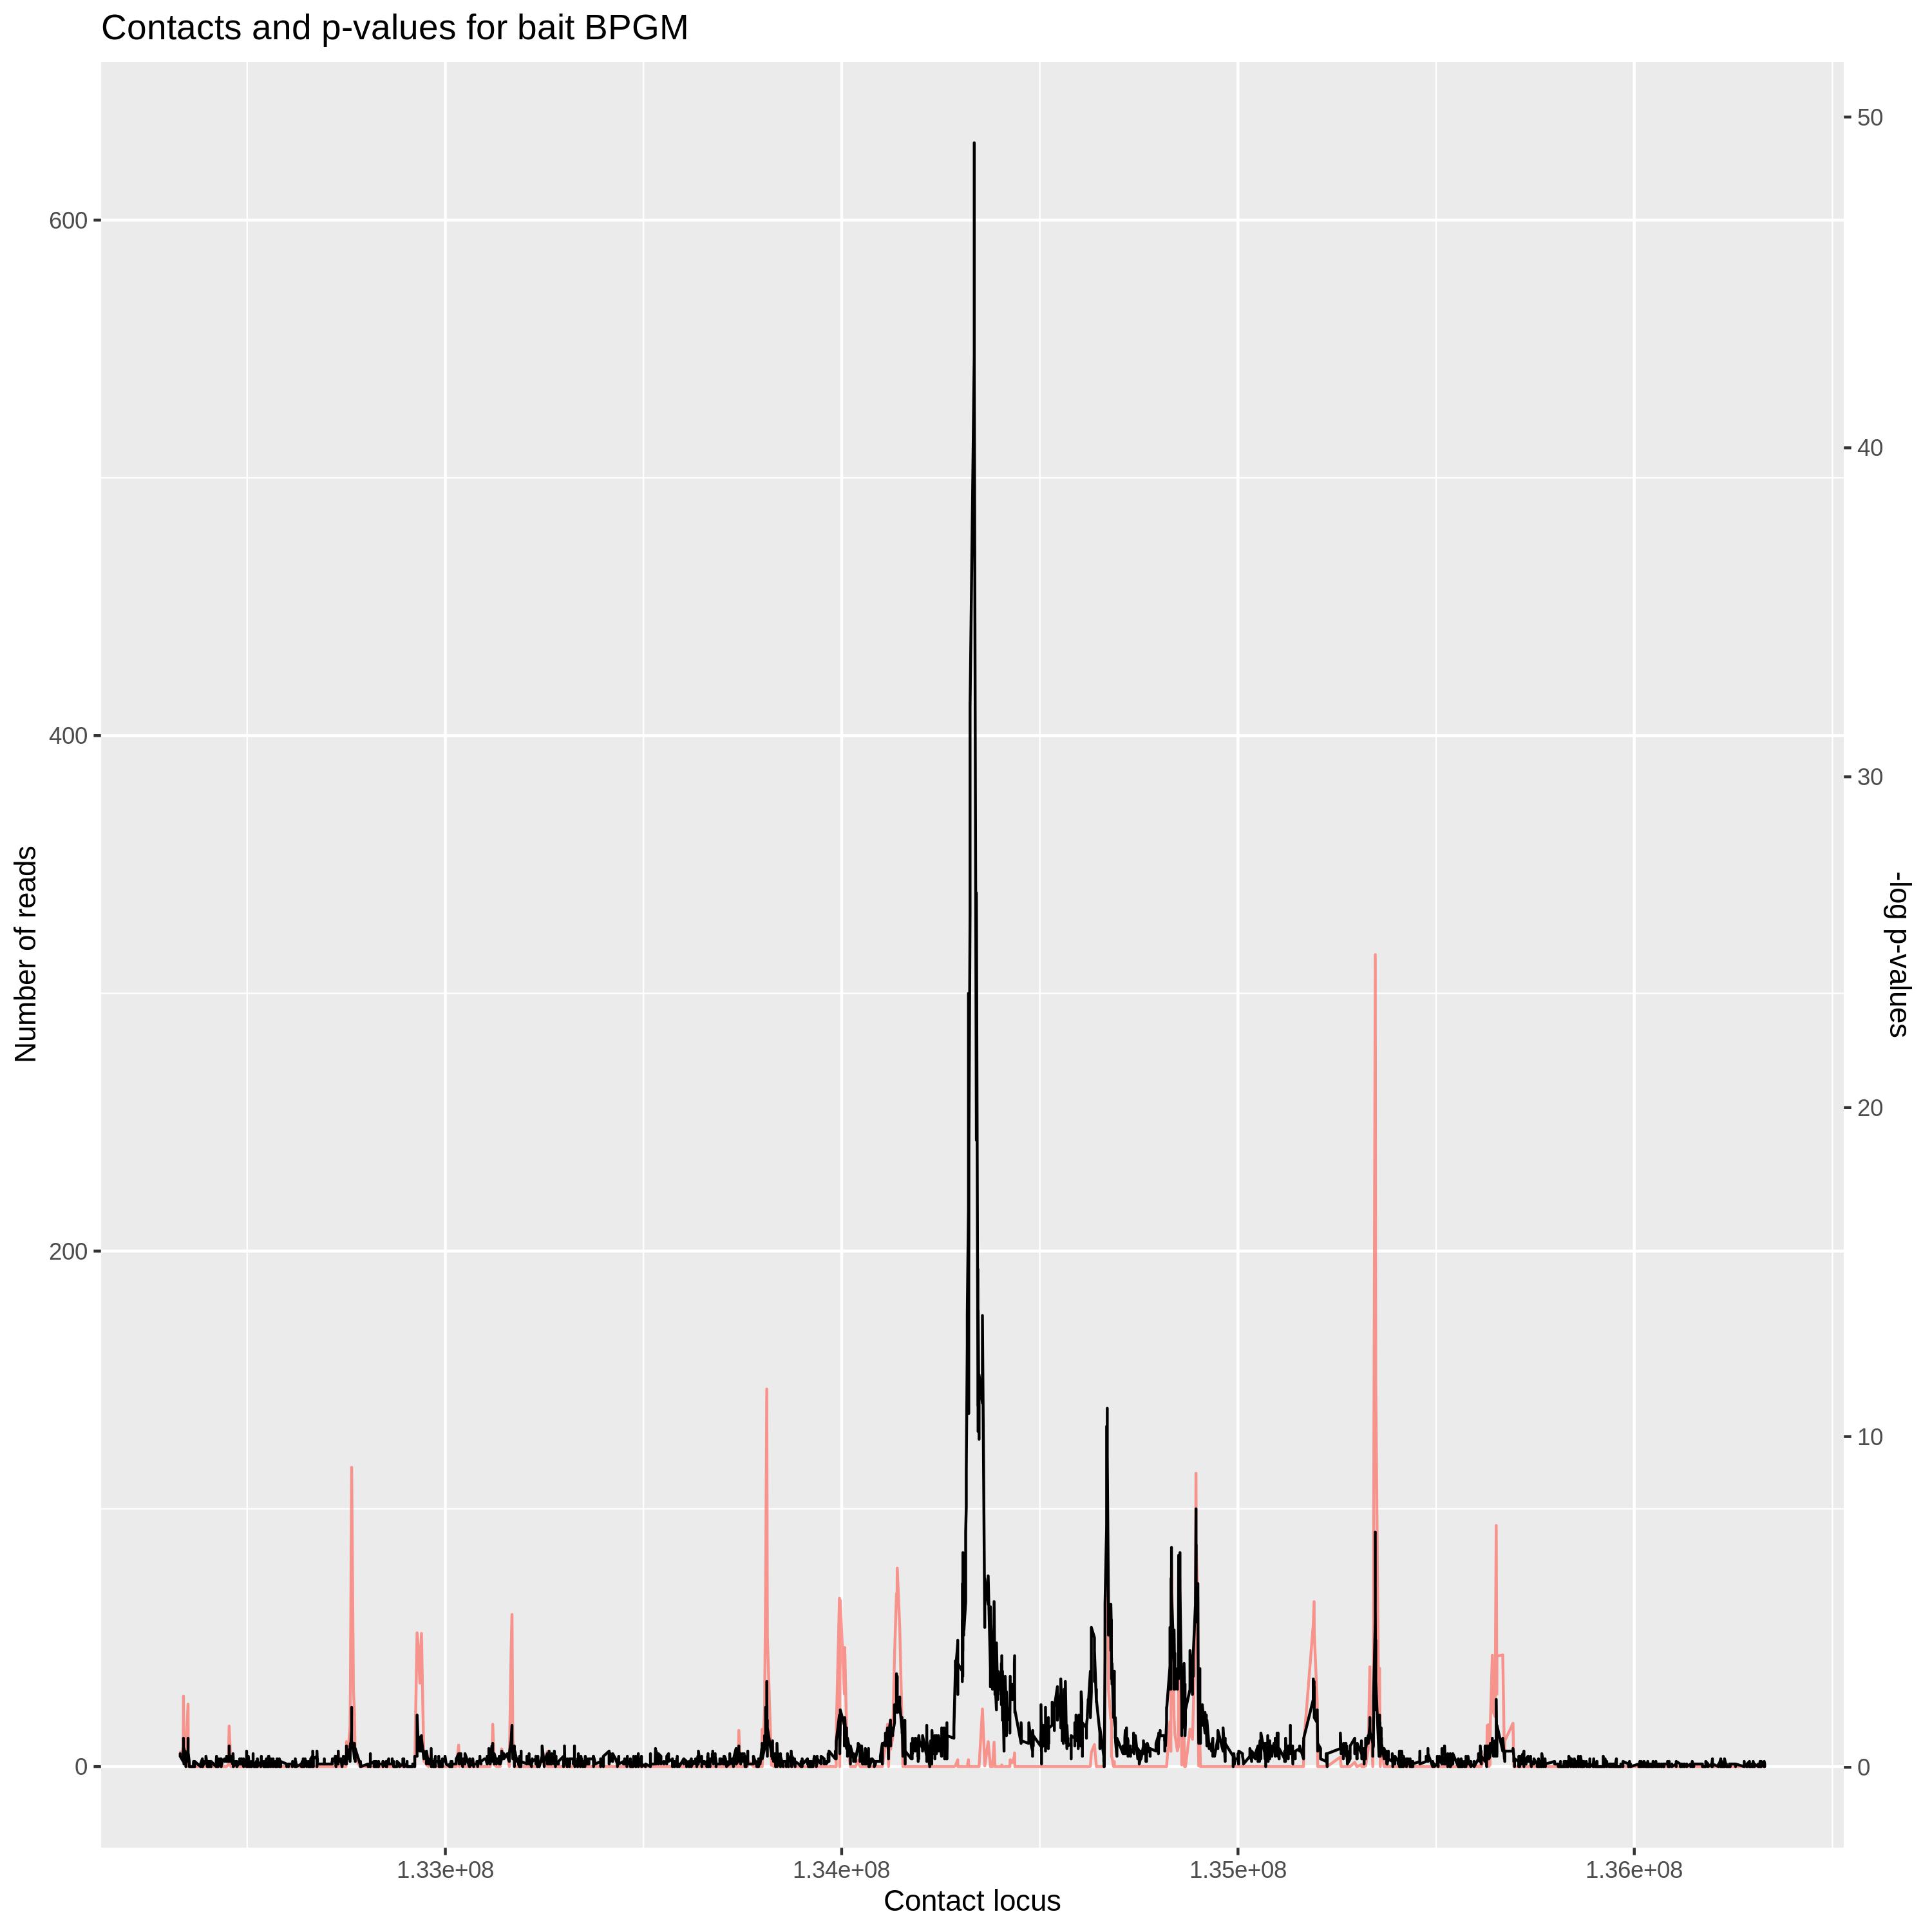 Contacts and p-values for bait BPGM
600
400
200
0
50
40
30
20
10
0
Number of reads
-log p-values
1.33e+08
1.34e+08
1.35e+08
1.36e+08
Contact locus